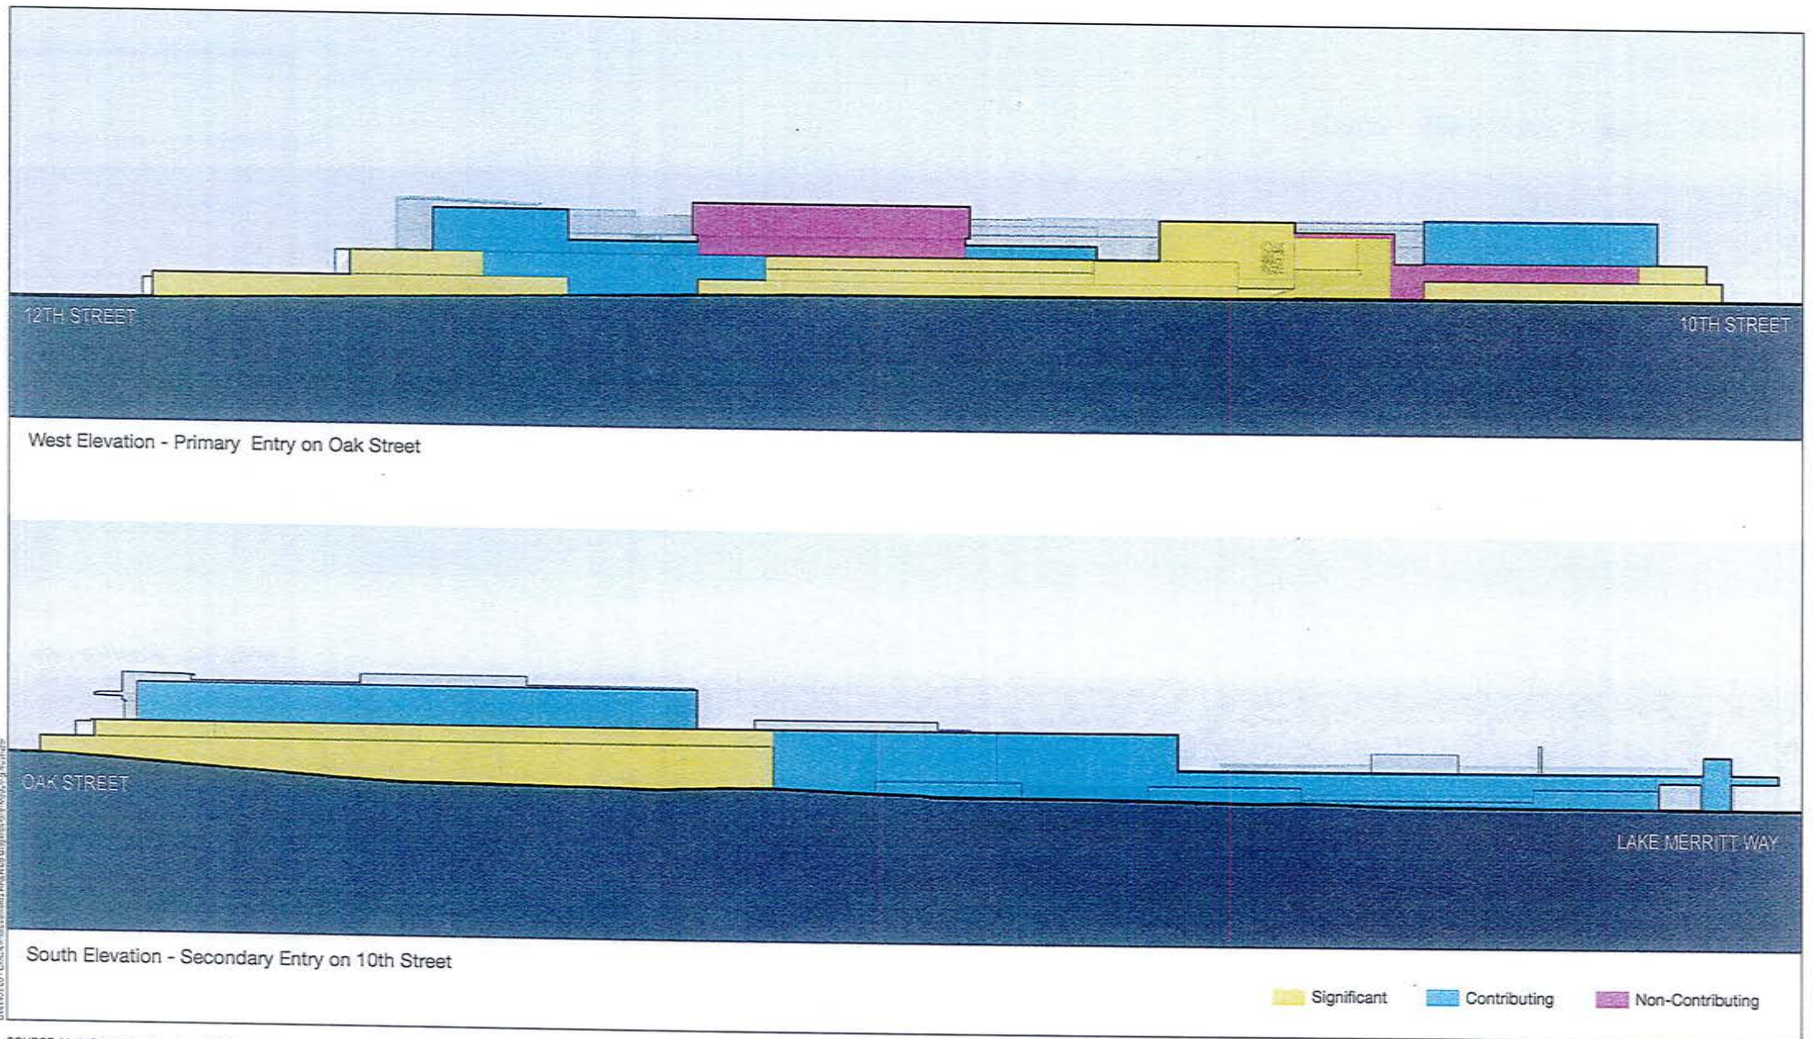 12TH STREET
10TH STREET
West Elevation - Primary Entry on Oak Street
OAK STREET
LAKE MERRITT WAY
South Elevation - Secondary Entry on 10th Street
Significant
Contributing
Non-Contributing